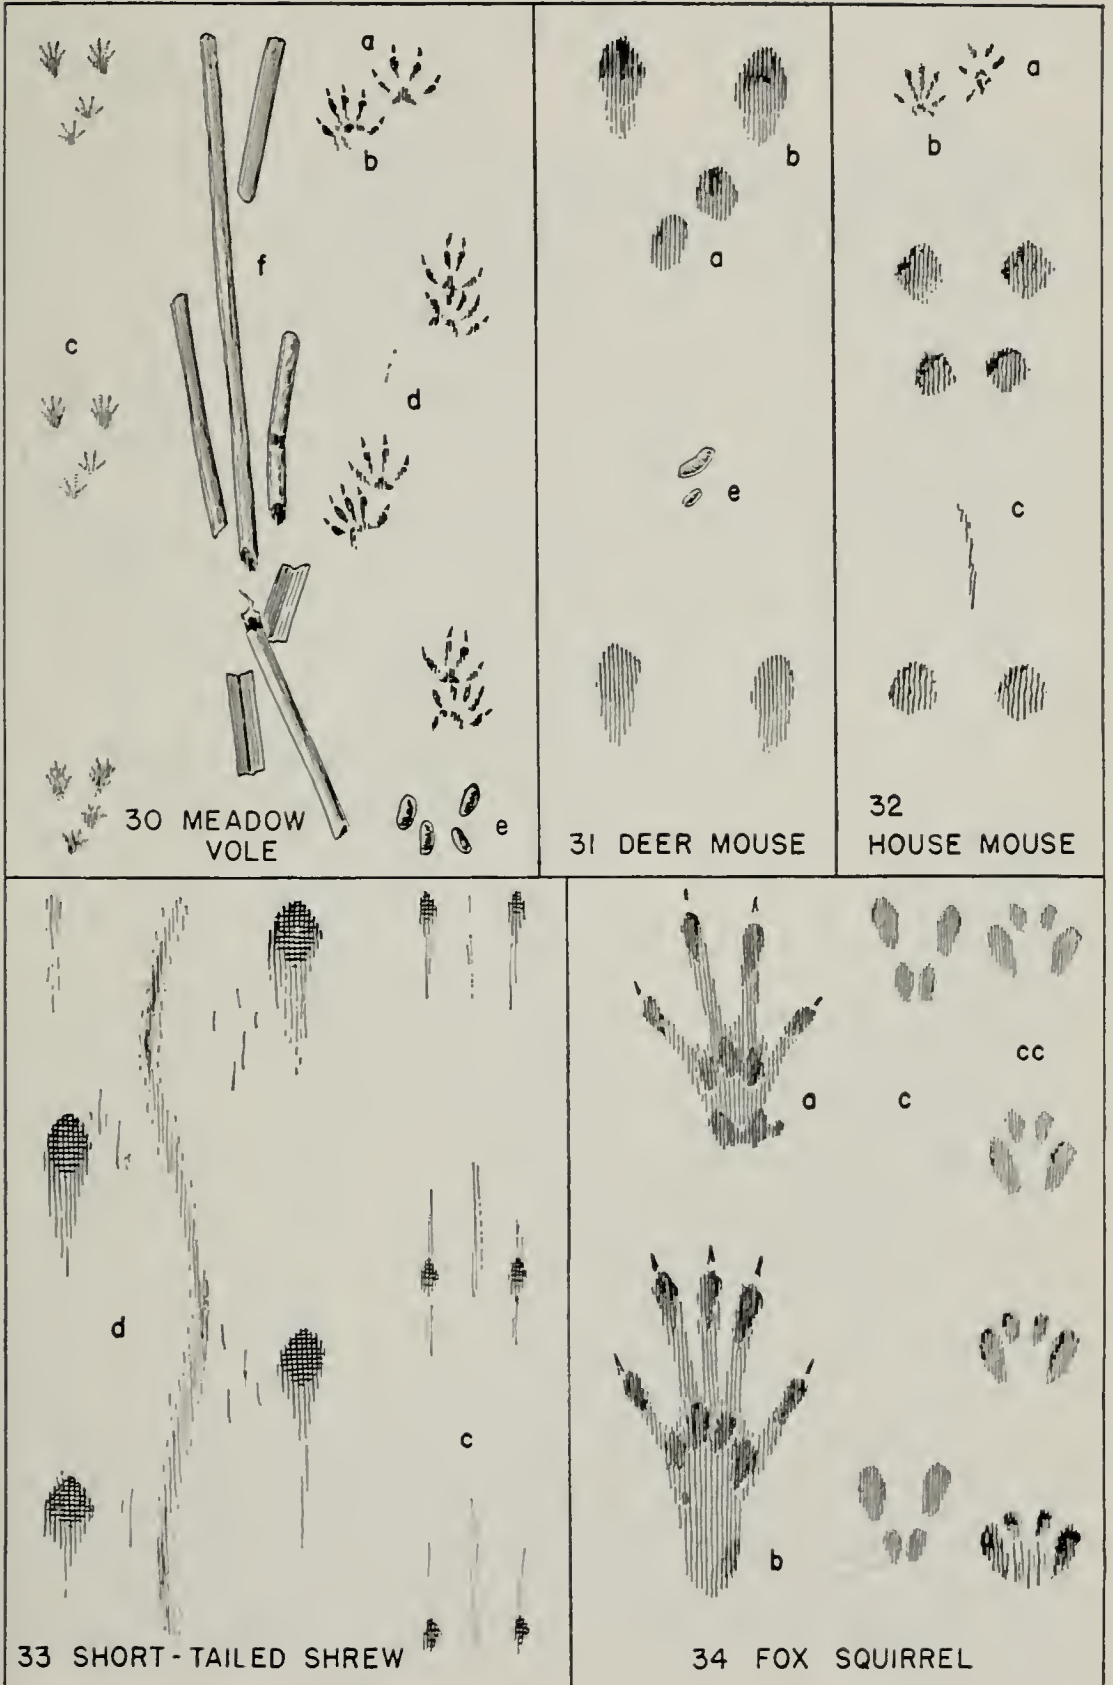 a
b
c
d
e
f
30 MEADOW
VOLE
b
a
e
31 DEER MOUSE
a
b
c
32
HOUSE MOUSE
d
c
33 SHORT-TAILED SHREW
a
b
c
cc
34 FOX SQUIRREL